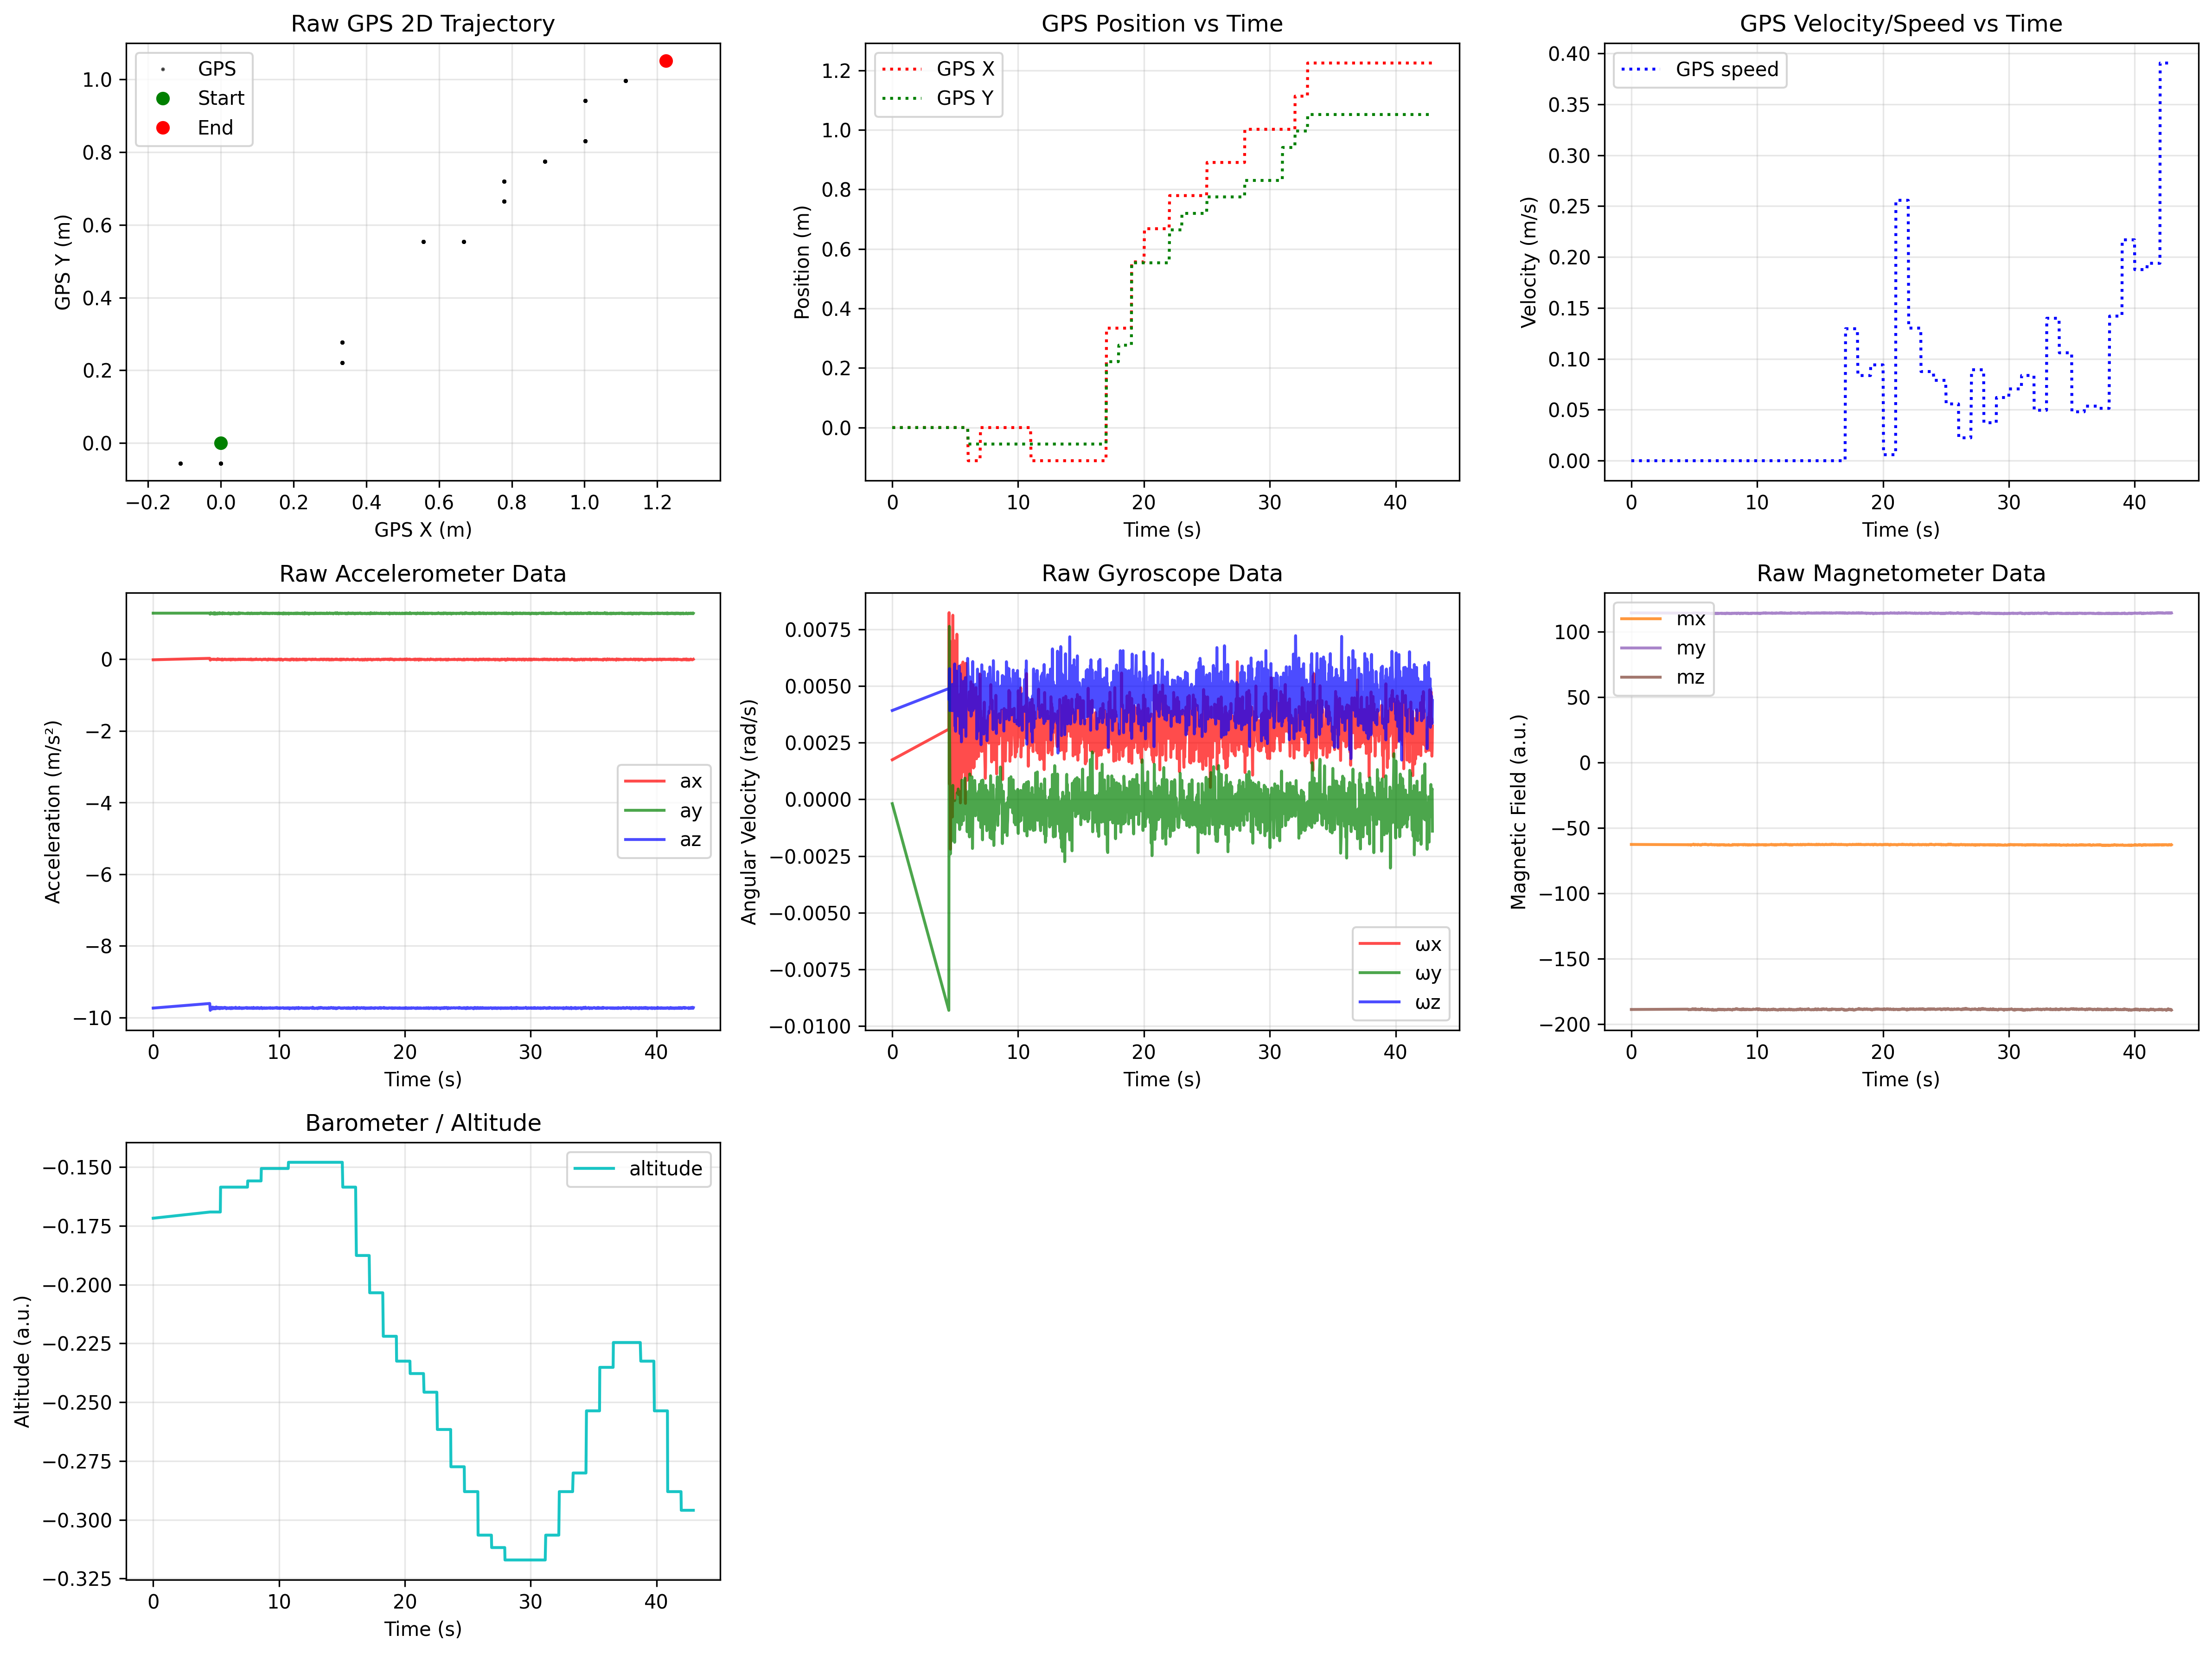 Raw GPS 2D Trajectory
GPS
Start
End
1.0
0.8
0.6
0.4
0.2
0.0
GPS Y (m)
−0.2 0.0 0.2 0.4 0.6 0.8 1.0 1.2
GPS X (m)
GPS Position vs Time
GPS X
GPS Y
1.2
1.0
0.8
0.6
0.4
0.2
0.0
Position (m)
0 10 20 30 40
Time (s)
GPS Velocity/Speed vs Time
GPS speed
0.40
0.35
0.30
0.25
0.20
0.15
0.10
0.05
0.00
Velocity (m/s)
0 10 20 30 40
Time (s)
Raw Accelerometer Data
0
−2
−4
−6
−8
−10
Acceleration (m/s²)
ax
ay
az
0 10 20 30 40
Time (s)
Raw Gyroscope Data
0.0075
0.0050
0.0025
0.0000
−0.0025
−0.0050
−0.0075
−0.0100
Angular Velocity (rad/s)
ωx
ωy
ωz
0 10 20 30 40
Time (s)
Raw Magnetometer Data
mx
my
mz
100
50
0
−50
−100
−150
−200
Magnetic Field (a.u.)
0 10 20 30 40
Time (s)
Barometer / Altitude
altitude
−0.150
−0.175
−0.200
−0.225
−0.250
−0.275
−0.300
−0.325
Altitude (a.u.)
0 10 20 30 40
Time (s)